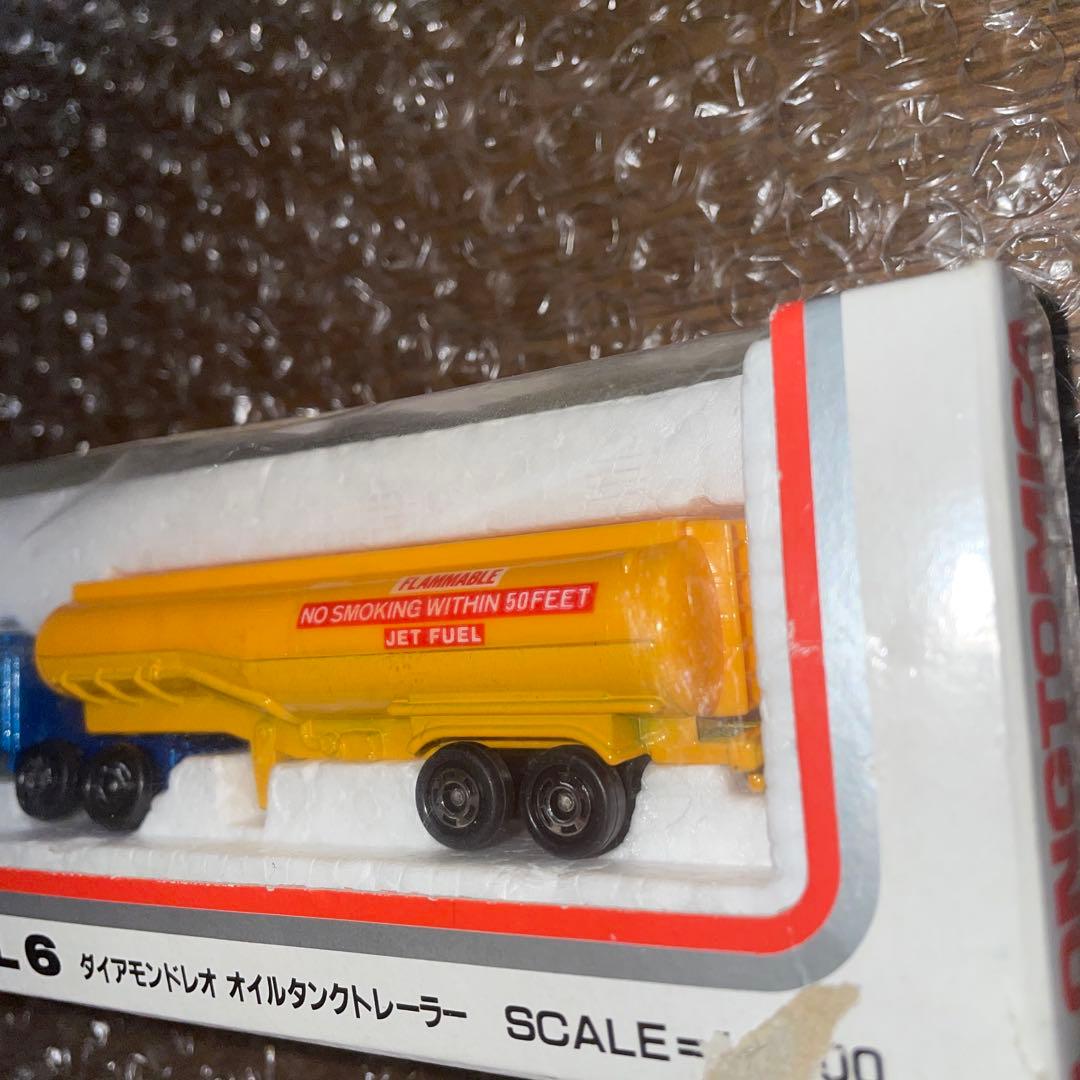 FLAMMABLE
NO SMOKING WITHIN 50FEET
JET FUEL
L6 ダイアモンドレオ オイルタンクトレーラー SCALE=
ONGTOMICA